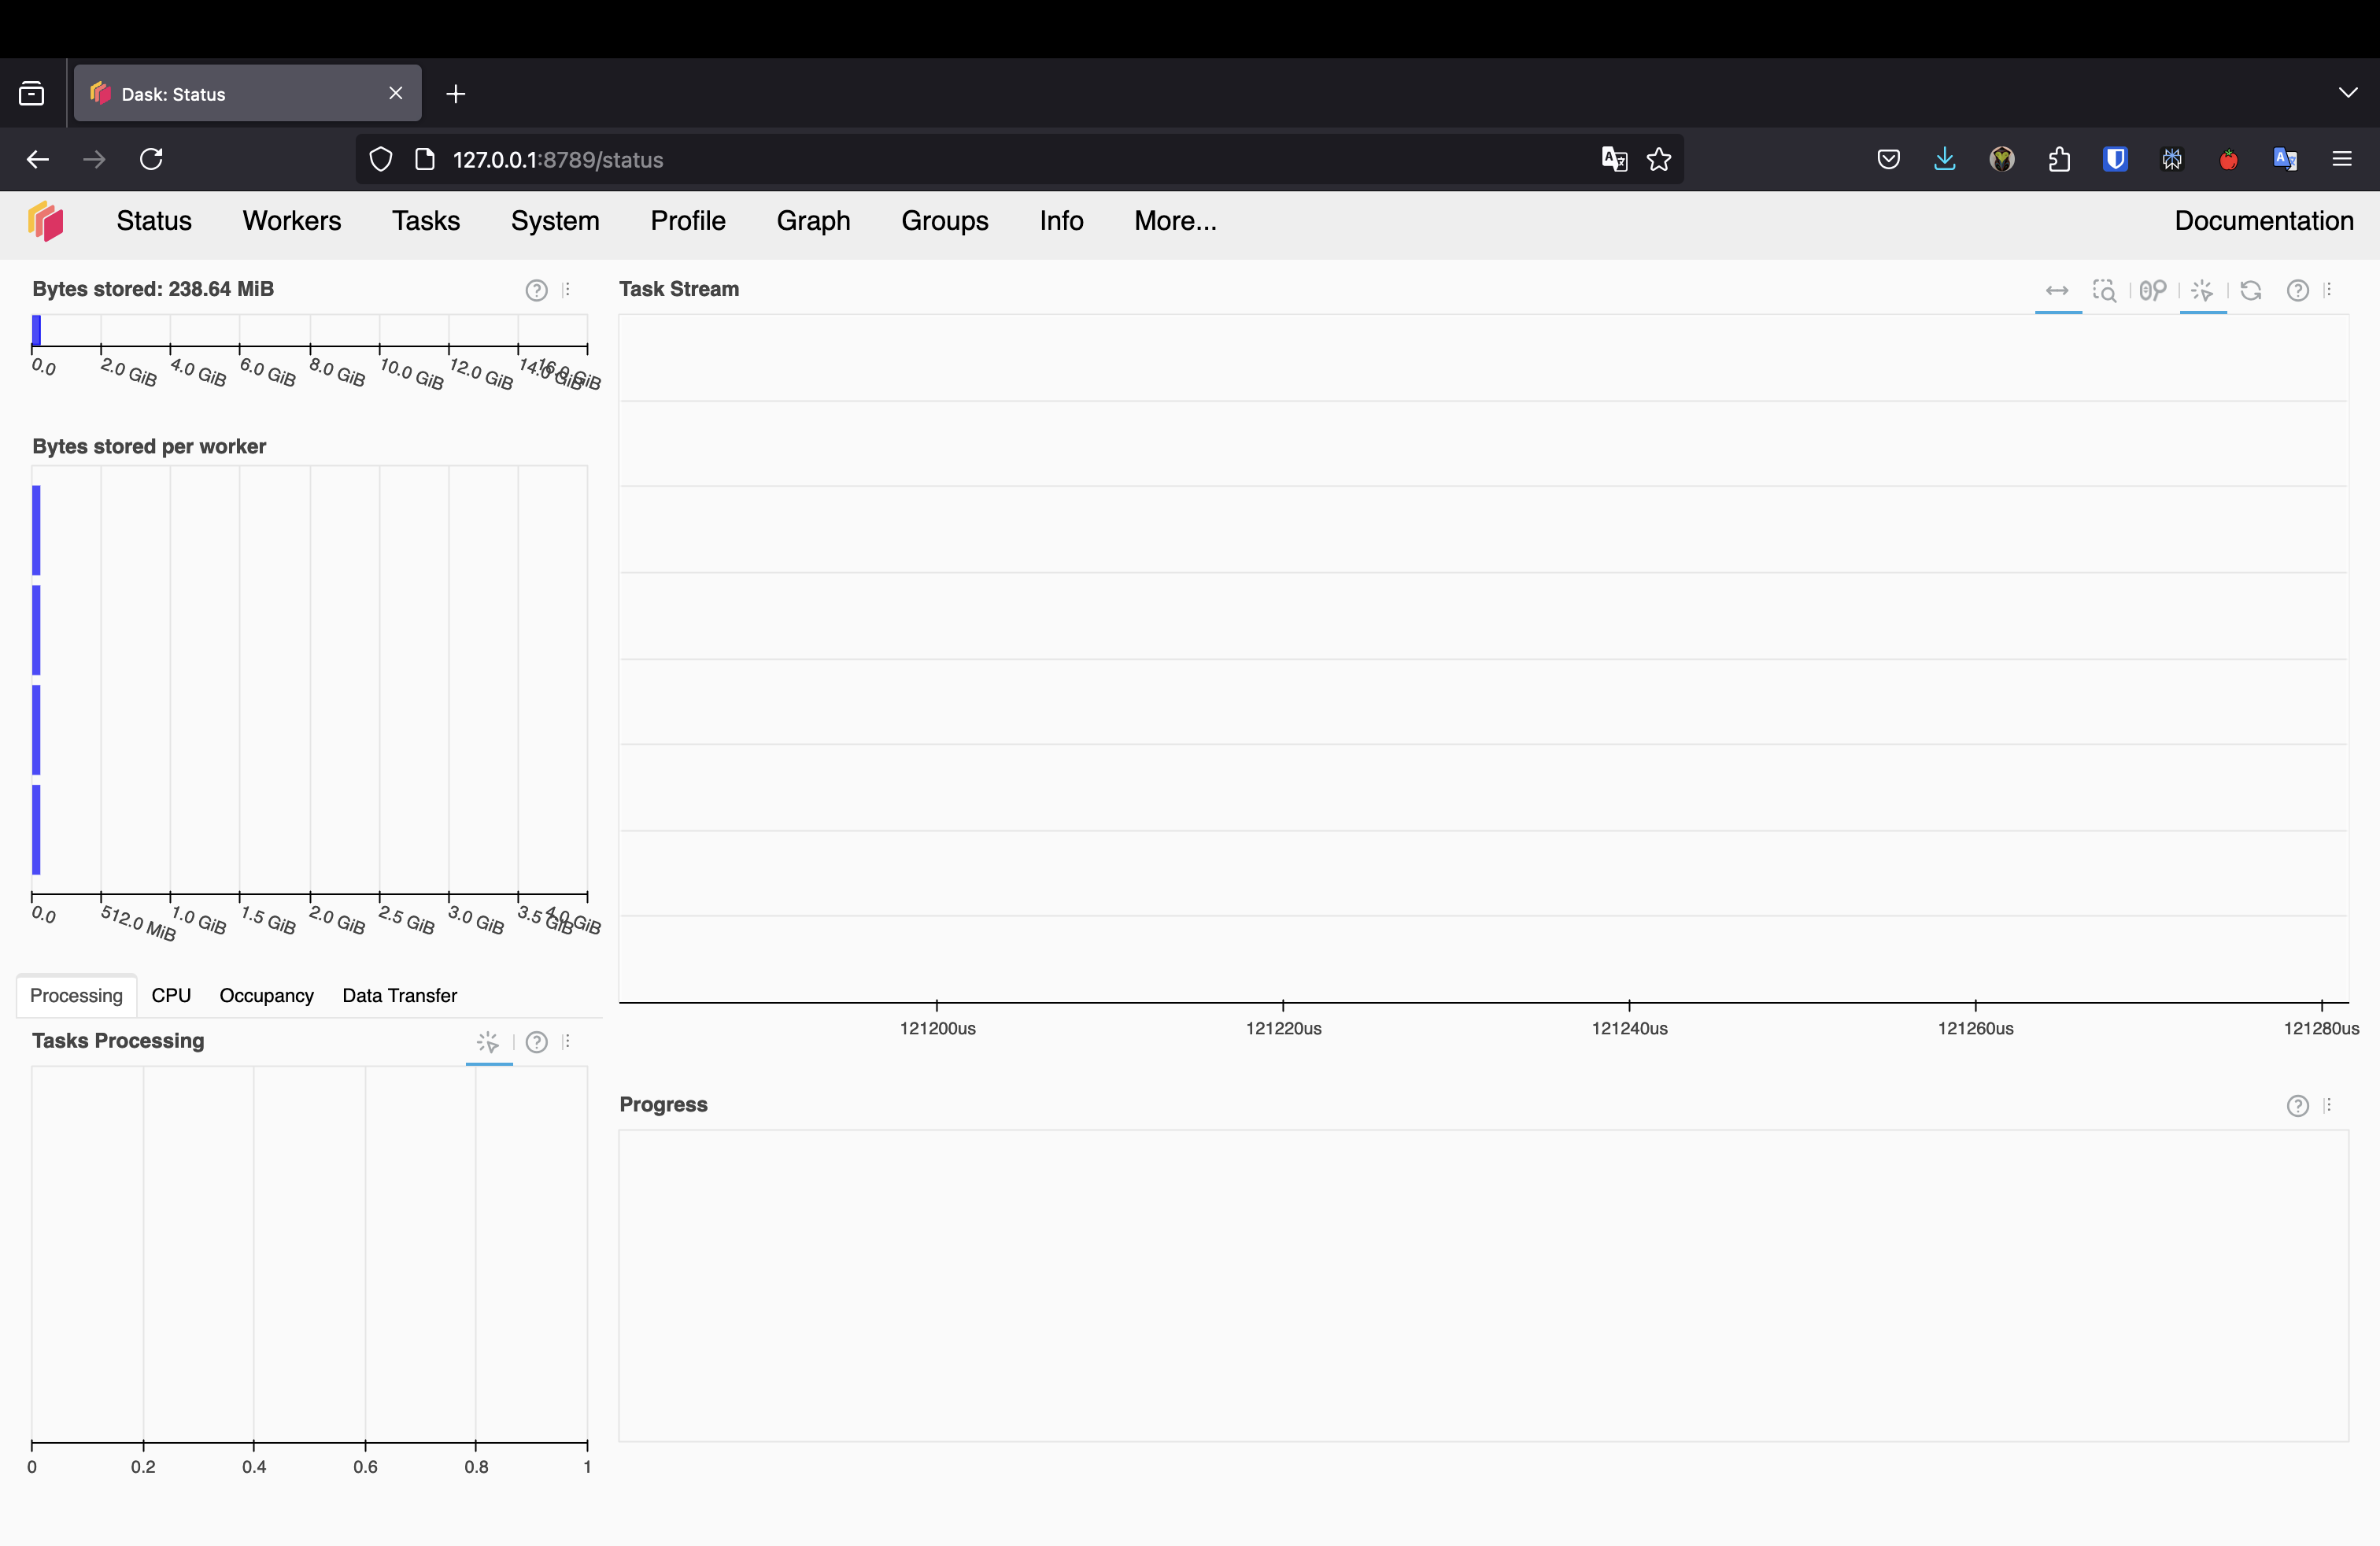 Dask: Status
127.0.0.1:8789/status
Status Workers Tasks System Profile Graph Groups Info More... Documentation
Bytes stored: 238.64 MiB
0.0 2.0 GiB 4.0 GiB 6.0 GiB 8.0 GiB 10.0 GiB 12.0 GiB 14.0 GiB 16.0 GiB
Bytes stored per worker
0.0 512.0 MiB 1.0 GiB 1.5 GiB 2.0 GiB 2.5 GiB 3.0 GiB 3.5 GiB 4.0 GiB
Processing CPU Occupancy Data Transfer
Tasks Processing
0 0.2 0.4 0.6 0.8 1
Task Stream
121200us 121220us 121240us 121260us 121280us
Progress